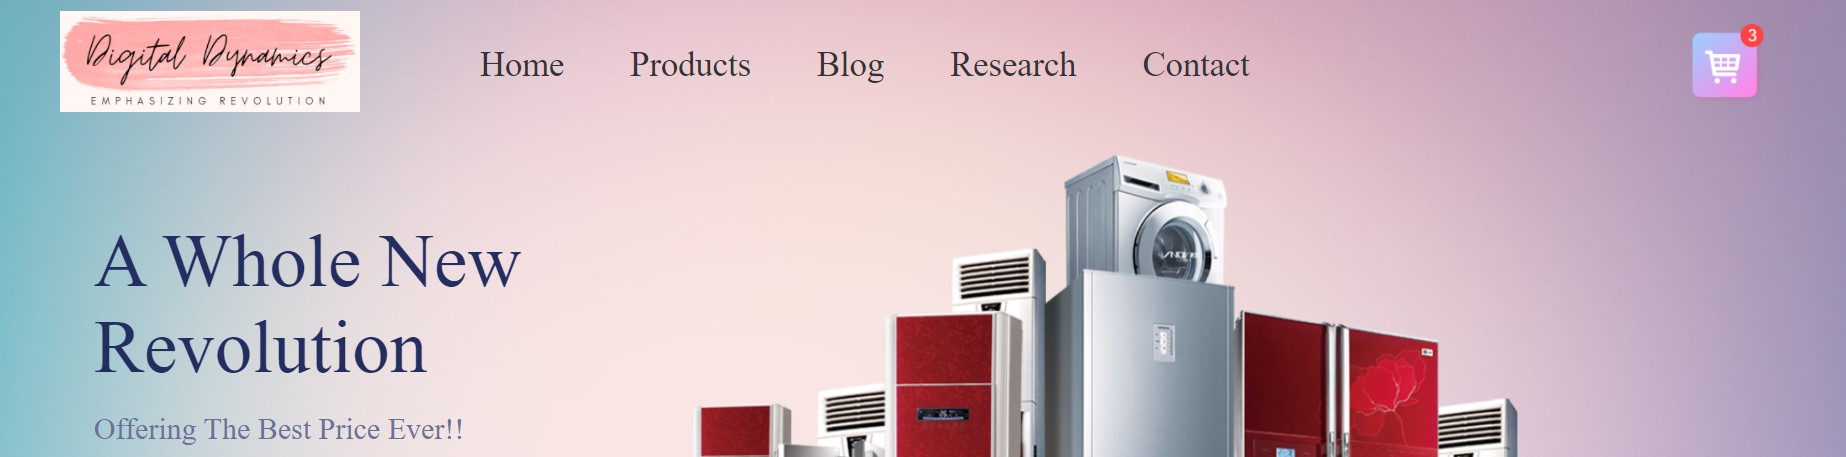 Digital Dynamics
EMPHASIZING REVOLUTION
Home Products Blog Research Contact
3
A Whole New
Revolution
Offering The Best Price Ever!!